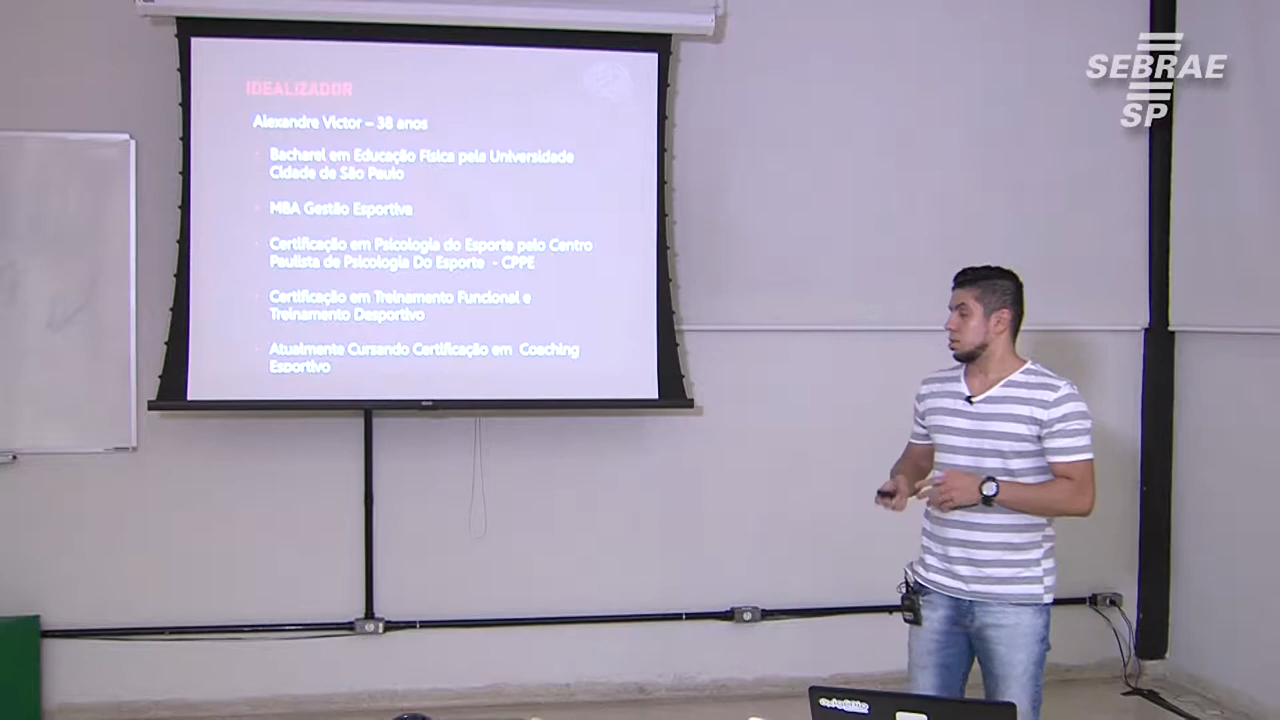 SEBRAE
SP
IDEALIZADOR
Alexandre Victor – 38 anos
Bacharel em Educação Física pela Universidade
Cidade de São Paulo
MBA Gestão Esportiva
Certificação em Psicologia do Esporte pelo Centro
Paulista de Psicologia Do Esporte - CPPE
Certificação em Treinamento Funcional e
Treinamento Desportivo
Atualmente Cursando Certificação em Coaching
Esportivo